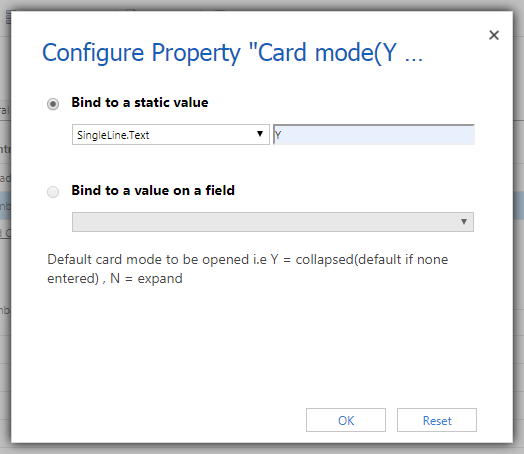 Configure Property "Card mode(Y ...
Bind to a static value
SingleLine.Text
Y
Bind to a value on a field
Default card mode to be opened i.e Y = collapsed(default if none
entered) , N = expand
OK
Reset